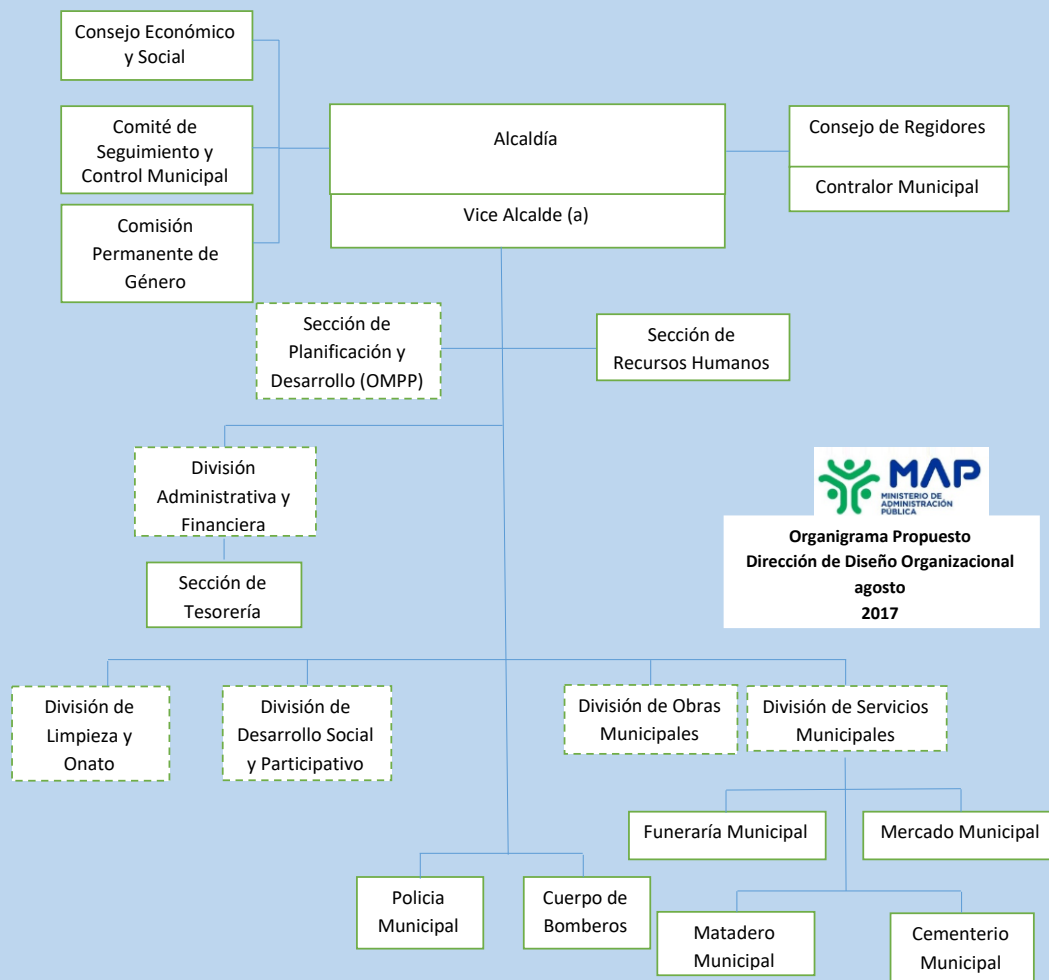 Consejo Económico
y Social
Comité de
Seguimiento y
Control Municipal
Comisión
Permanente de
Género
Alcaldía
Vice Alcalde (a)
Consejo de Regidores
Contralor Municipal
Sección de
Planificación y
Desarrollo (OMPP)
Sección de
Recursos Humanos
División
Administrativa y
Financiera
Sección de
Tesorería
MAP
MINISTERIO DE
ADMINISTRACIÓN
PÚBLICA
Organigrama Propuesto
Dirección de Diseño Organizacional
agosto
2017
División de
Limpieza y
Onato
División de
Desarrollo Social
y Participativo
División de Obras
Municipales
División de Servicios
Municipales
Funeraría Municipal
Mercado Municipal
Policia
Municipal
Cuerpo de
Bomberos
Matadero
Municipal
Cementerio
Municipal